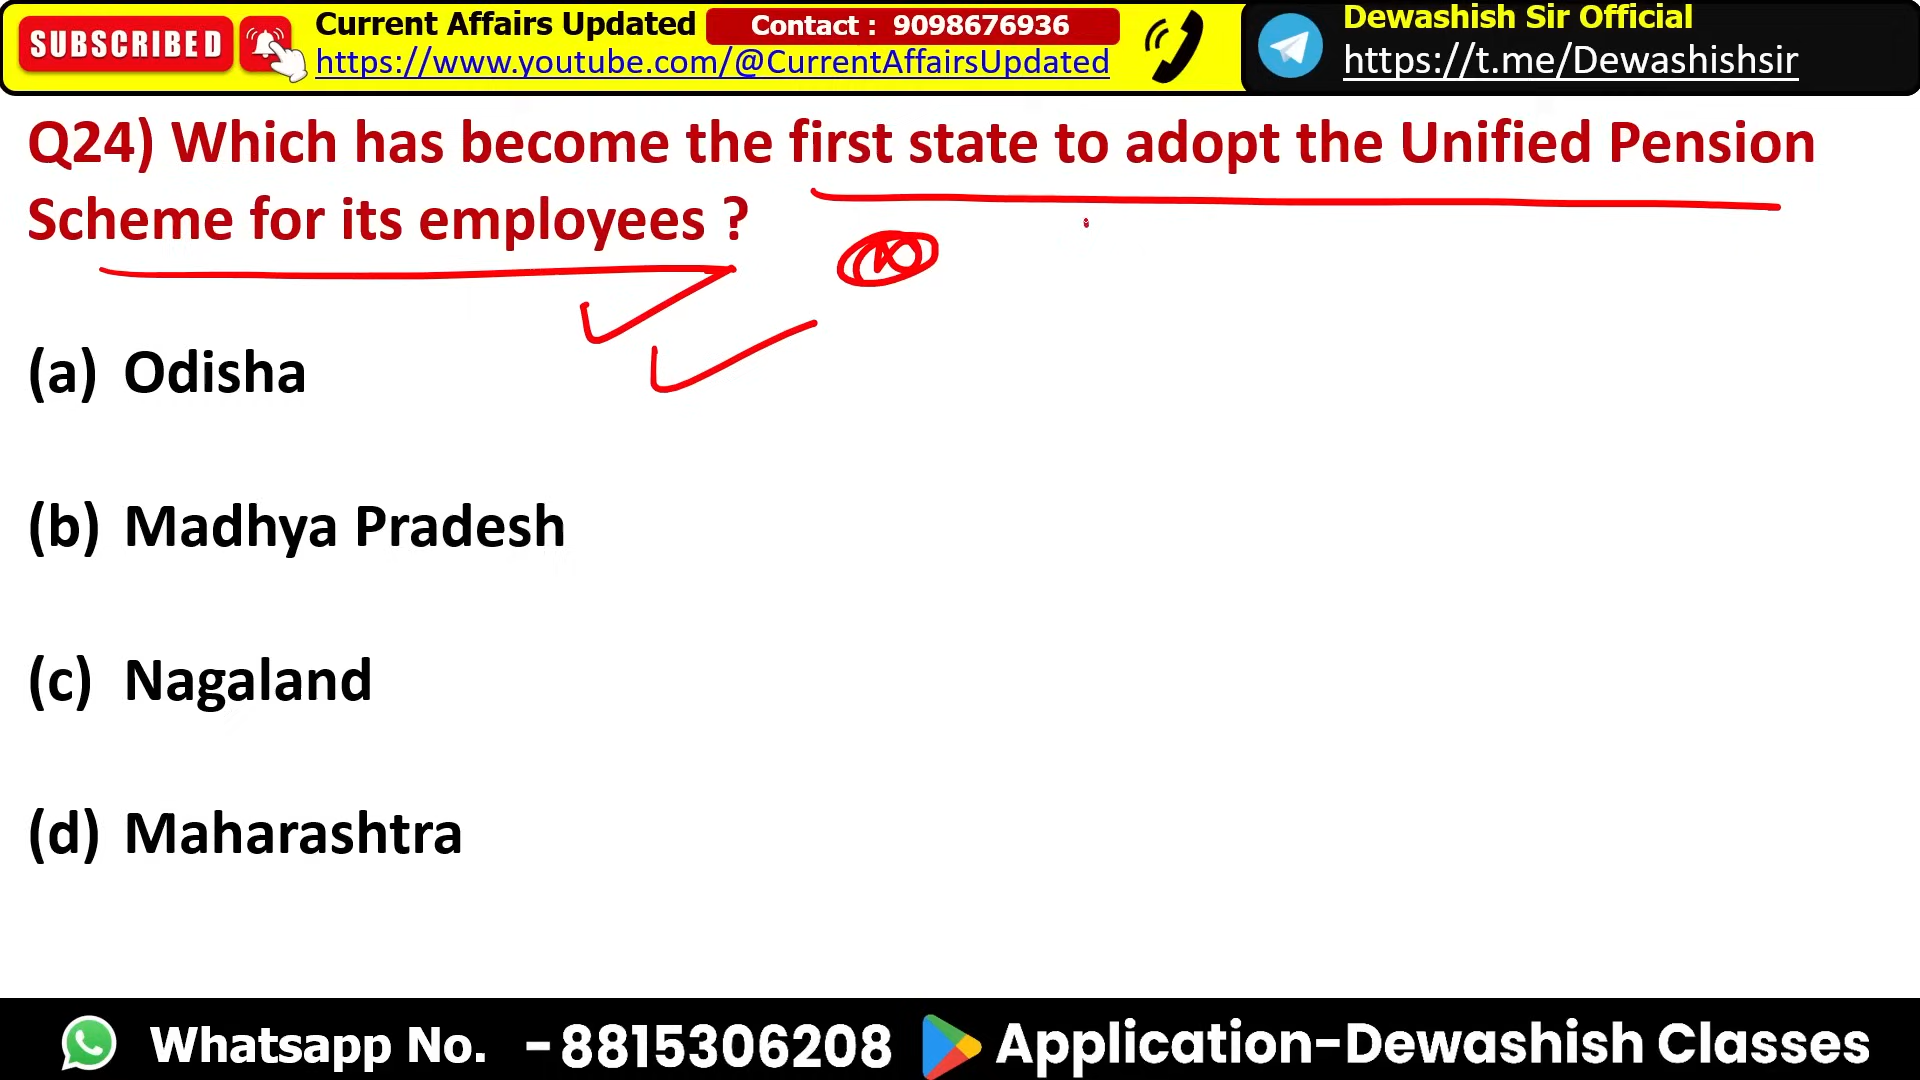 SUBSCRIBED
Current Affairs Updated
Contact : 9098676936
https://www.youtube.com/@CurrentAffairsUpdated
Dewashish Sir Official
https://t.me/Dewashishsir
Q24) Which has become the first state to adopt the Unified Pension
Scheme for its employees ?
(a) Odisha
(b) Madhya Pradesh
(c) Nagaland
(d) Maharashtra
Whatsapp No. - 8815306208
Application-Dewashish Classes